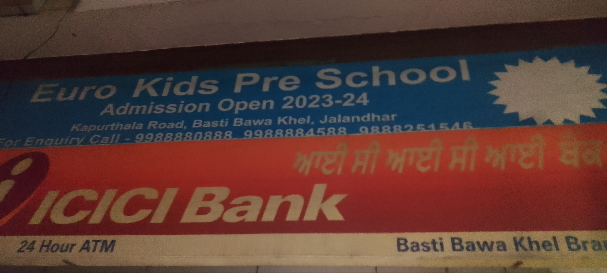 Euro Kids Pre School
Admission Open 2023-24
Kapurthala Road, Basti Bawa Khel, Jalandhar
For Enquiry Call - 9988880888, 9988884588, 9888251546
ਆਈ ਸੀ ਆਈ ਸੀ ਆਈ ਬੈਂਕ
ICICI Bank
24 Hour ATM
Basti Bawa Khel Bra